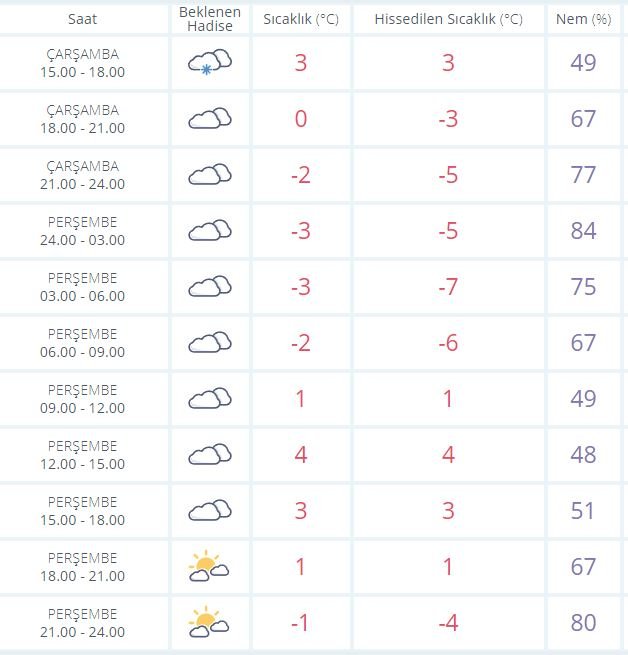 Saat Beklenen Hadise Sıcaklık (°C) Hissedilen Sıcaklık (°C) Nem (%)
ÇARŞAMBA
15.00 - 18.00 3 3 49
ÇARŞAMBA
18.00 - 21.00 0 -3 67
ÇARŞAMBA
21.00 - 24.00 -2 -5 77
PERŞEMBE
24.00 - 03.00 -3 -5 84
PERŞEMBE
03.00 - 06.00 -3 -7 75
PERŞEMBE
06.00 - 09.00 -2 -6 67
PERŞEMBE
09.00 - 12.00 1 1 49
PERŞEMBE
12.00 - 15.00 4 4 48
PERŞEMBE
15.00 - 18.00 3 3 51
PERŞEMBE
18.00 - 21.00 1 1 67
PERŞEMBE
21.00 - 24.00 -1 -4 80